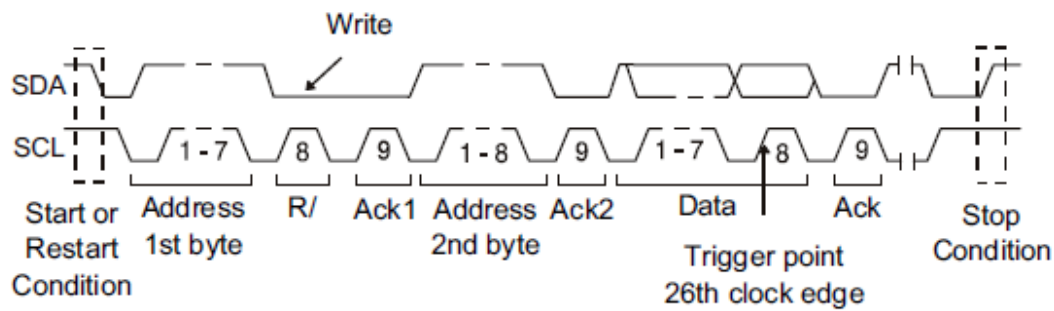 Write
SDA
SCL
1 - 7 8 9 1 - 8 9 1 - 7 8 9
Start or
Restart
Condition
Address
1st byte
R/
Ack1
Address
2nd byte
Ack2
Data
Ack
Trigger point
26th clock edge
Stop
Condition